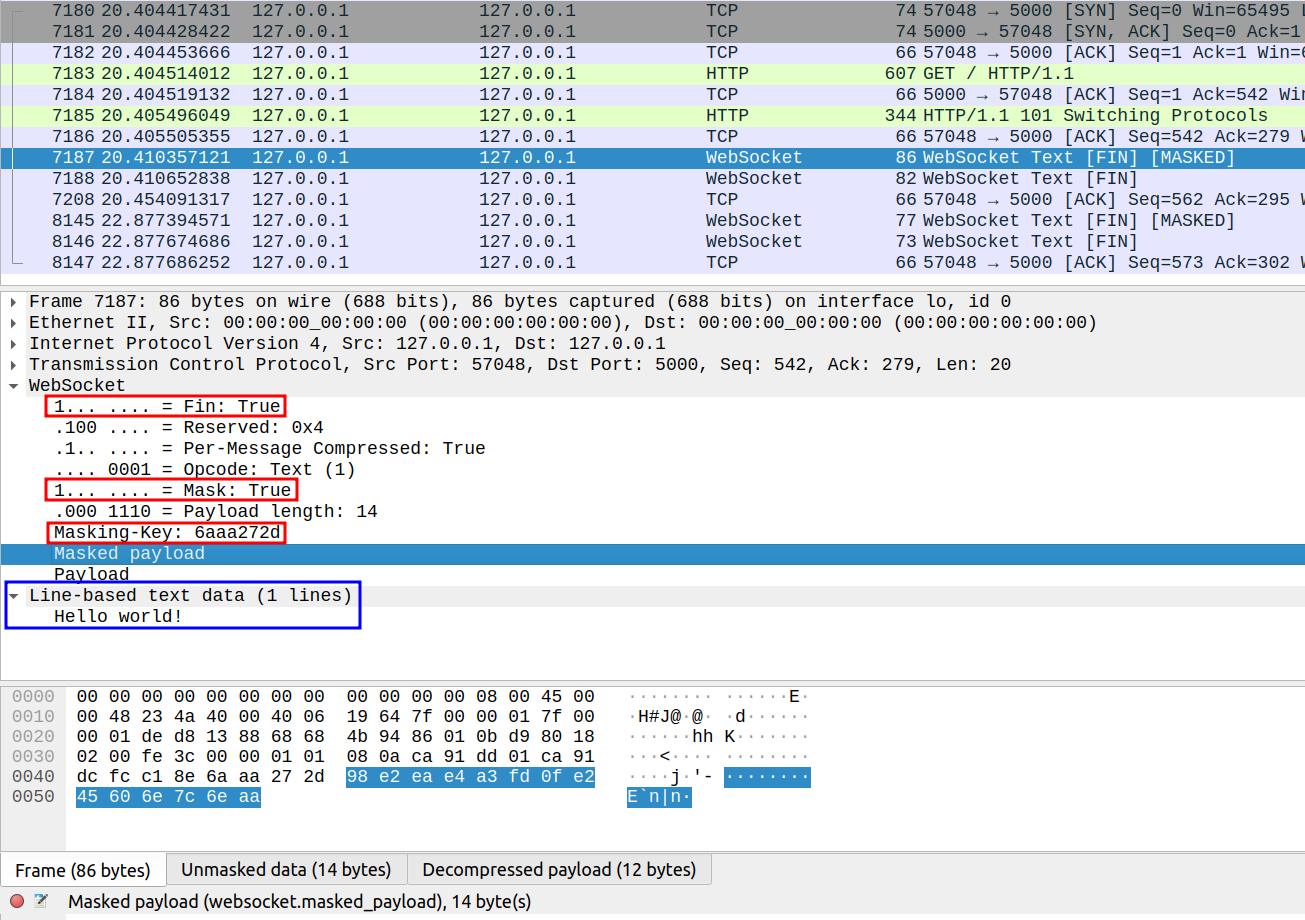 7180 20.404417431 127.0.0.1 127.0.0.1 TCP 74 57048 → 5000 [SYN] Seq=0 Win=65495
7181 20.404428422 127.0.0.1 127.0.0.1 TCP 74 5000 → 57048 [SYN, ACK] Seq=0 Ack=1
7182 20.404453666 127.0.0.1 127.0.0.1 TCP 66 57048 → 5000 [ACK] Seq=1 Ack=1
7183 20.404514012 127.0.0.1 127.0.0.1 HTTP 607 GET / HTTP/1.1
7184 20.404519132 127.0.0.1 127.0.0.1 TCP 66 5000 → 57048 [ACK] Seq=1 Ack=542
7185 20.405496049 127.0.0.1 127.0.0.1 HTTP 344 HTTP/1.1 101 Switching Protocols
7186 20.405505355 127.0.0.1 127.0.0.1 TCP 66 57048 → 5000 [ACK] Seq=542 Ack=279
7187 20.410357121 127.0.0.1 127.0.0.1 WebSocket 86 WebSocket Text [FIN] [MASKED]
7188 20.410652838 127.0.0.1 127.0.0.1 WebSocket 82 WebSocket Text [FIN]
7208 20.454091317 127.0.0.1 127.0.0.1 TCP 66 57048 → 5000 [ACK] Seq=562 Ack=295
8145 22.877394571 127.0.0.1 127.0.0.1 WebSocket 77 WebSocket Text [FIN] [MASKED]
8146 22.877674686 127.0.0.1 127.0.0.1 WebSocket 73 WebSocket Text [FIN]
8147 22.877686252 127.0.0.1 127.0.0.1 TCP 66 57048 → 5000 [ACK] Seq=573 Ack=302
Frame 7187: 86 bytes on wire (688 bits), 86 bytes captured (688 bits) on interface lo, id 0
Ethernet II, Src: 00:00:00_00:00:00 (00:00:00:00:00:00), Dst: 00:00:00_00:00:00 (00:00:00:00:00:00)
Internet Protocol Version 4, Src: 127.0.0.1, Dst: 127.0.0.1
Transmission Control Protocol, Src Port: 57048, Dst Port: 5000, Seq: 542, Ack: 279, Len: 20
WebSocket
1... .... = Fin: True
.100 .... = Reserved: 0x4
.1.. .... = Per-Message Compressed: True
.... 0001 = Opcode: Text (1)
1... .... = Mask: True
.000 1110 = Payload length: 14
Masking-Key: 6aaa272d
Masked payload
Payload
Line-based text data (1 lines)
Hello world!
0000 00 00 00 00 00 00 00 00 00 00 00 00 08 00 45 00 ········ ······E·
0010 00 48 23 4a 40 00 40 06 19 64 7f 00 00 01 7f 00 ·H#J@·@· ·d······
0020 00 01 de d8 13 88 68 68 4b 94 86 01 0b d9 80 18 ······hh K·······
0030 02 00 fe 3c 00 00 01 01 08 0a ca 91 dd 01 ca 91 ···<···· ········
0040 dc fc c1 8e 6a aa 27 2d 98 e2 ea e4 a3 fd 0f e2 ····j·'- ········
0050 45 60 6e 7c 6e aa E`n|n·
Frame (86 bytes) Unmasked data (14 bytes) Decompressed payload (12 bytes)
Masked payload (websocket.masked_payload), 14 byte(s)